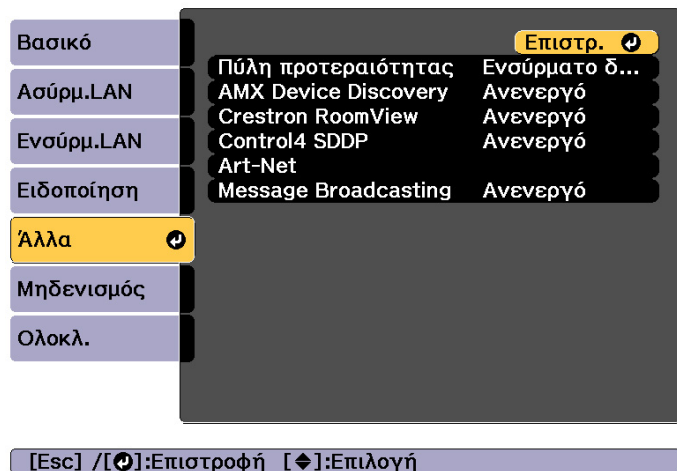 Βασικό
Ασύρμ.LAN
Ενσύρμ.LAN
Ειδοποίηση
Άλλα
Μηδενισμός
Ολοκλ.
Επιστρ.
Πύλη προτεραιότητας Ενσύρματο δ...
AMX Device Discovery Ανενεργό
Crestron RoomView Ανενεργό
Control4 SDDP Ανενεργό
Art-Net
Message Broadcasting Ανενεργό
[Esc] /[]:Επιστροφή []:Επιλογή